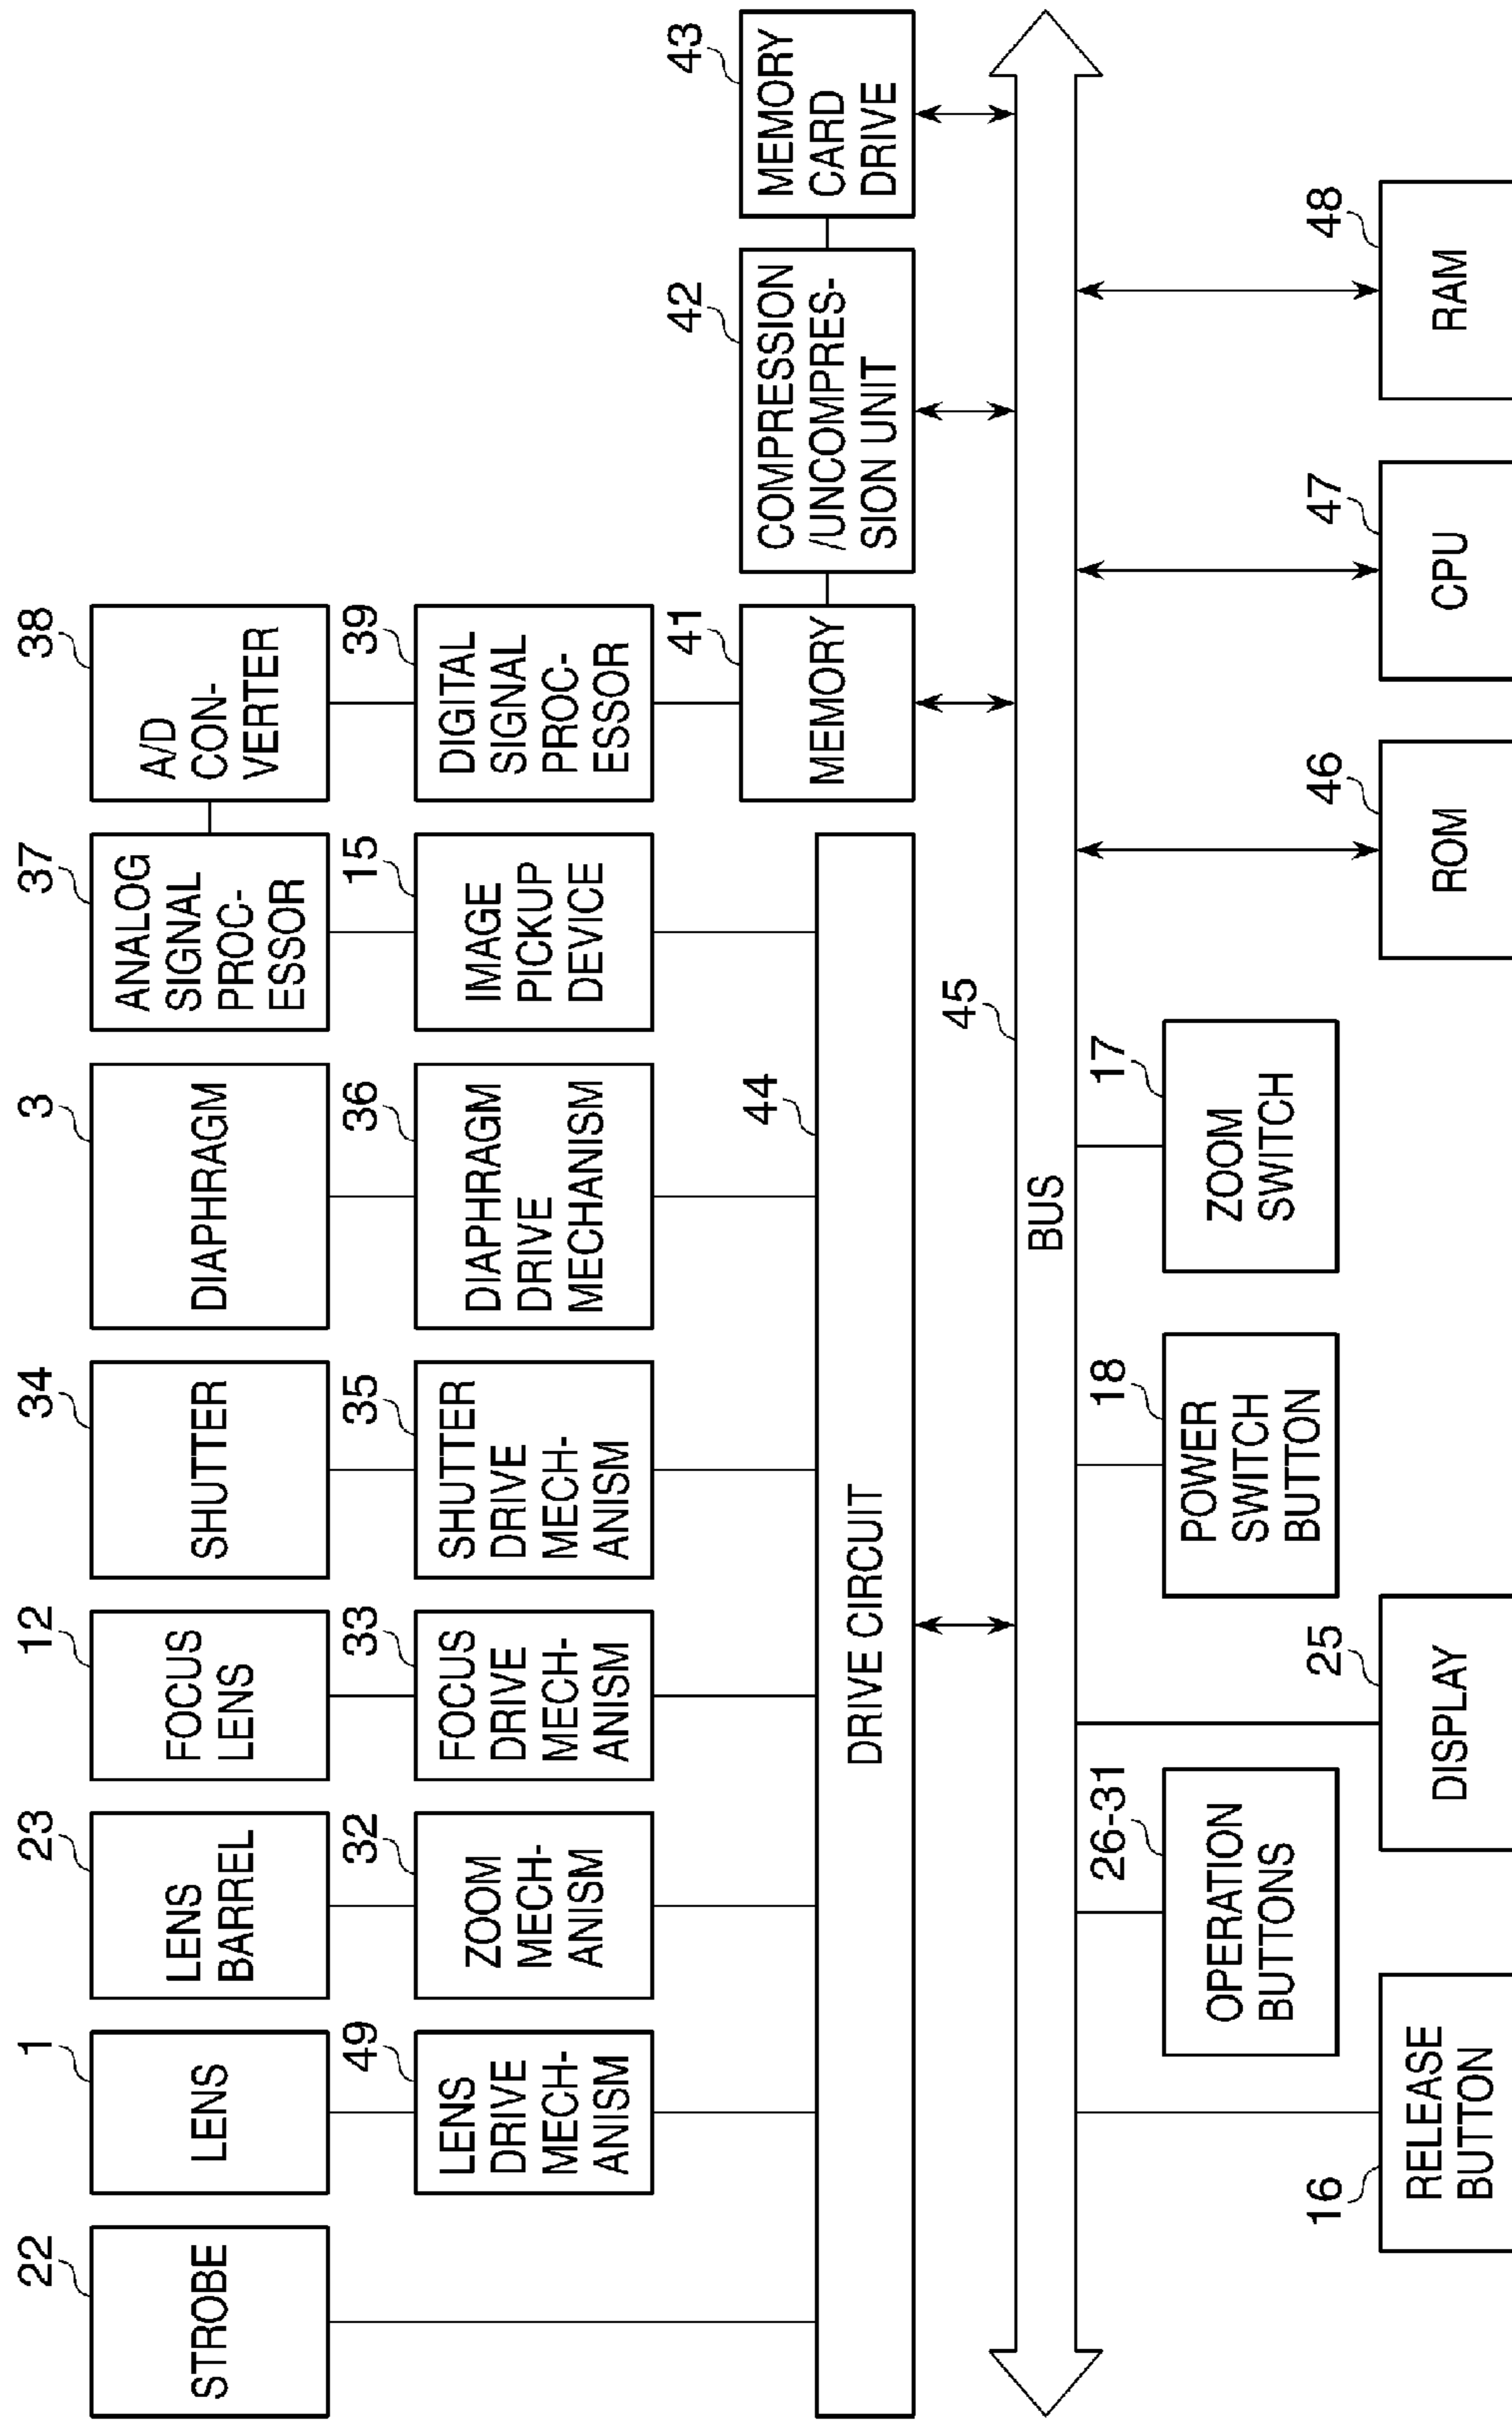 22
STROBE
1
LENS
49
LENS
DRIVE
MECH-
ANISM
23
LENS
BARREL
32
ZOOM
MECH-
ANISM
12
FOCUS
LENS
33
FOCUS
DRIVE
MECH-
ANISM
34
SHUTTER
35
SHUTTER
DRIVE
MECH-
ANISM
3
DIAPHRAGM
36
DIAPHRAGM
DRIVE
MECHANISM
37
ANALOG
SIGNAL
PROC-
ESSOR
15
IMAGE
PICKUP
DEVICE
38
A/D
CON-
VERTER
39
DIGITAL
SIGNAL
PROC-
ESSOR
41
MEMORY
42
COMPRESSION
/UNCOMPRES-
SION UNIT
43
MEMORY
CARD
DRIVE
44
DRIVE CIRCUIT
45
BUS
16
RELEASE
BUTTON
26-31
OPERATION
BUTTONS
25
DISPLAY
18
POWER
SWITCH
BUTTON
17
ZOOM
SWITCH
46
ROM
47
CPU
48
RAM